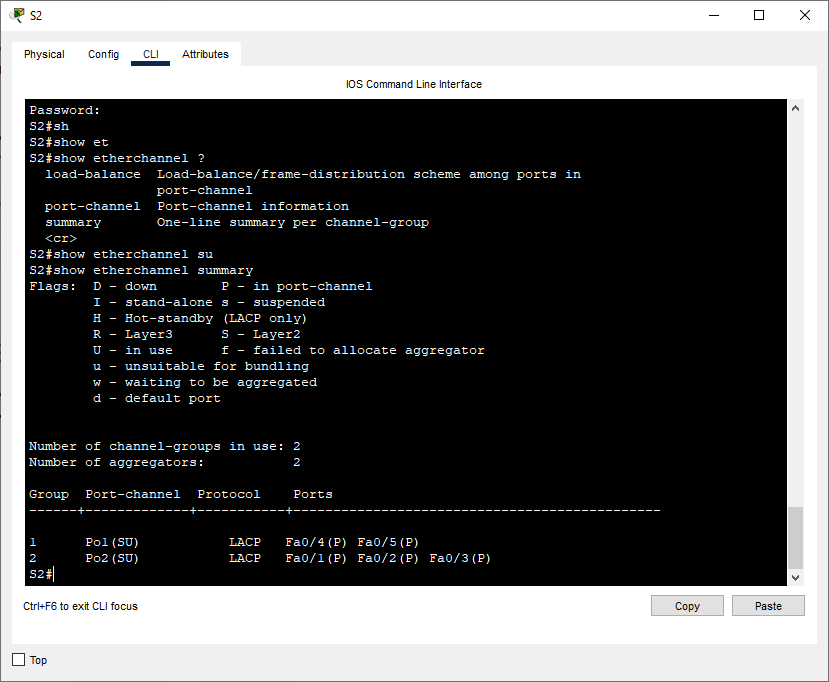 S2
Physical Config CLI Attributes
IOS Command Line Interface
Password:
S2#sh
S2#show et
S2#show etherchannel ?
  load-balance  Load-balance/frame-distribution scheme among ports in
                port-channel
  port-channel  Port-channel information
  summary       One-line summary per channel-group
  <cr>
S2#show etherchannel su
S2#show etherchannel summary
Flags:  D - down        P - in port-channel
        I - stand-alone s - suspended
        H - Hot-standby (LACP only)
        R - Layer3      S - Layer2
        U - in use      f - failed to allocate aggregator
        u - unsuitable for bundling
        w - waiting to be aggregated
        d - default port
Number of channel-groups in use: 2
Number of aggregators:           2
Group  Port-channel  Protocol    Ports
------+-------------+-----------+----------------------------------------------
1      Po1(SU)           LACP   Fa0/4(P) Fa0/5(P)
2      Po2(SU)           LACP   Fa0/1(P) Fa0/2(P) Fa0/3(P)
S2#
Ctrl+F6 to exit CLI focus
Copy Paste
Top